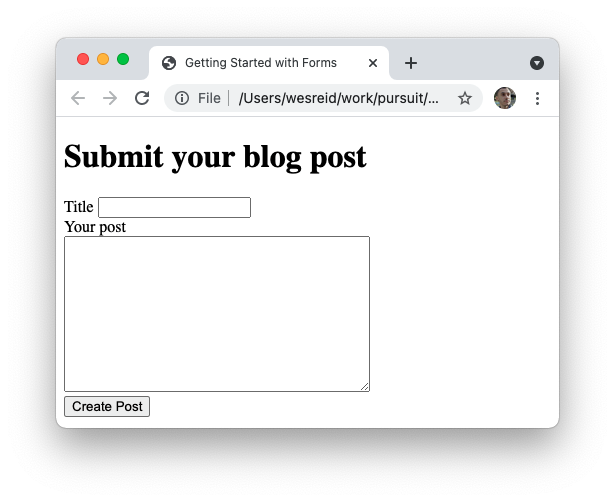 Getting Started with Forms
File | /Users/wesreid/work/pursuit/...
Submit your blog post
Title
Your post
Create Post